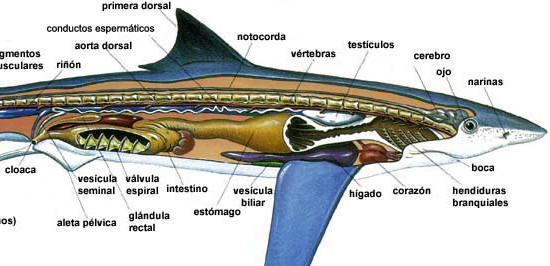 primera dorsal
conductos espermáticos
notocorda
aorta dorsal
vértebras
testículos
cerebro
ojo
narinas
gmentos
usculares
riñón
cloaca
vesícula
seminal
válvula
espiral
intestino
vesícula
biliar
hígado
corazón
boca
hendiduras
branquiales
estómago
glándula
rectal
aleta pélvica
os)